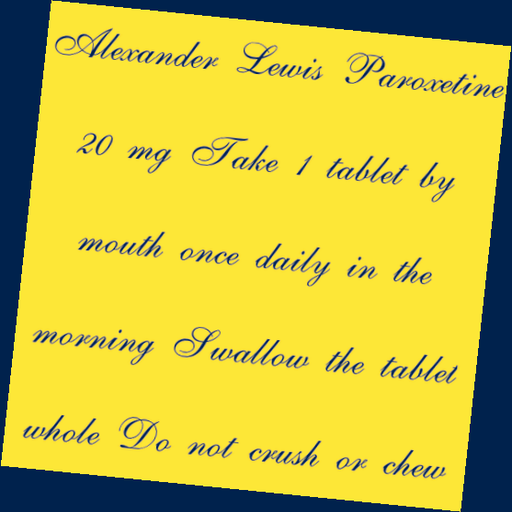 Alexander Lewis Paroxetine
20 mg Take 1 tablet by
mouth once daily in the
morning Swallow the tablet
whole Do not crush or chew